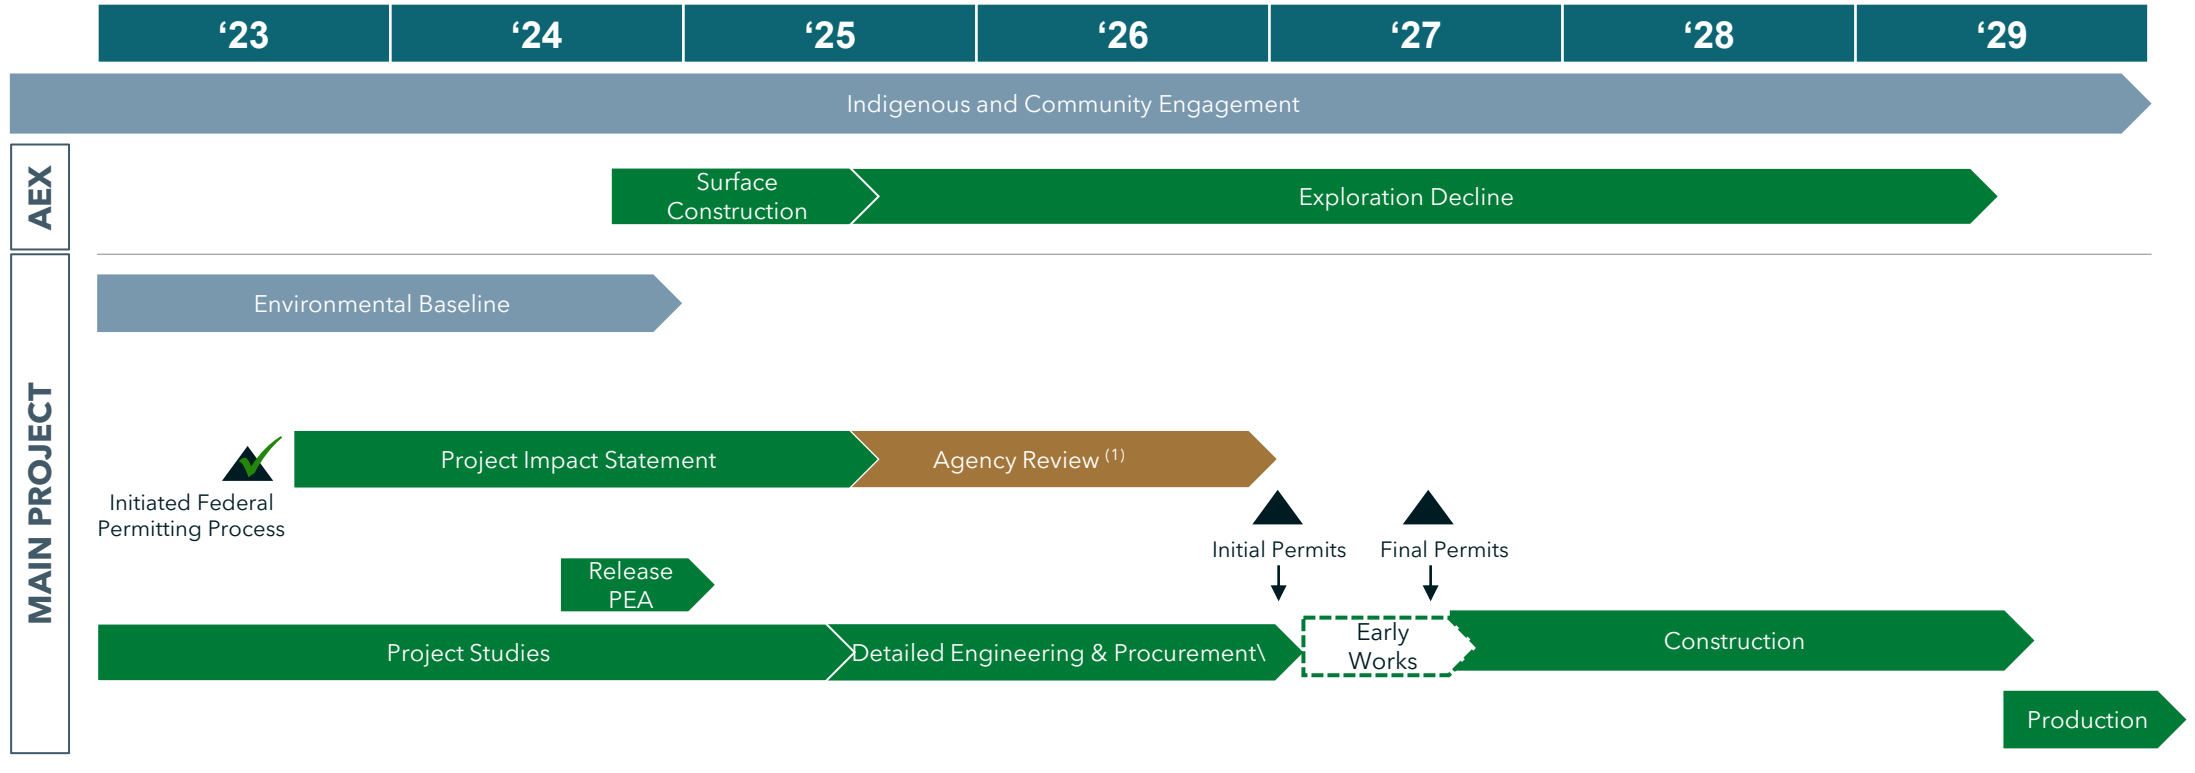 ‘23 ‘24 ‘25 ‘26 ‘27 ‘28 ‘29
Indigenous and Community Engagement
AEX
Surface
Construction
Exploration Decline
MAIN PROJECT
Environmental Baseline
Project Impact Statement
Agency Review (1)
Initiated Federal
Permitting Process
Initial Permits
Final Permits
Release
PEA
Project Studies
Detailed Engineering & Procurement\
Early
Works
Construction
Production